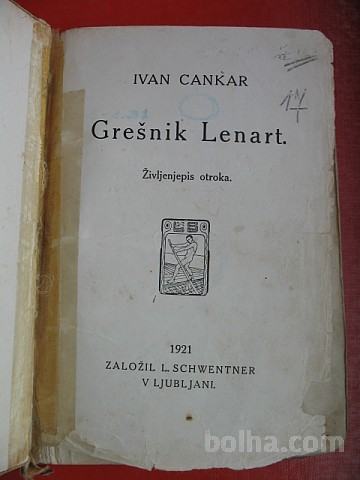 IVAN CANKAR
Grešnik Lenart.
Življenjepis otroka.
1921
ZALOŽIL L. SCHWENTNER
V LJUBLJANI.
bolha.com